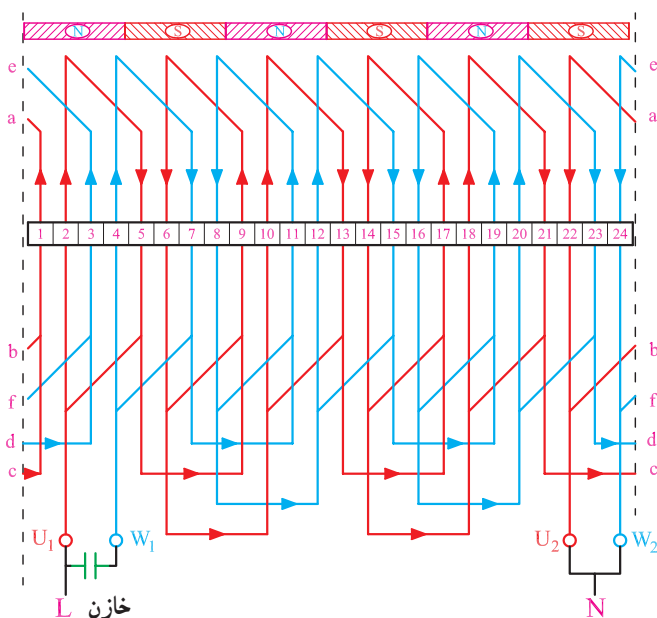 N S N S N S
e e
a a
1 2 3 4 5 6 7 8 9 10 11 12 13 14 15 16 17 18 19 20 21 22 23 24
b b
f f
d d
c c
U1 W1 U2 W2
L خازن N